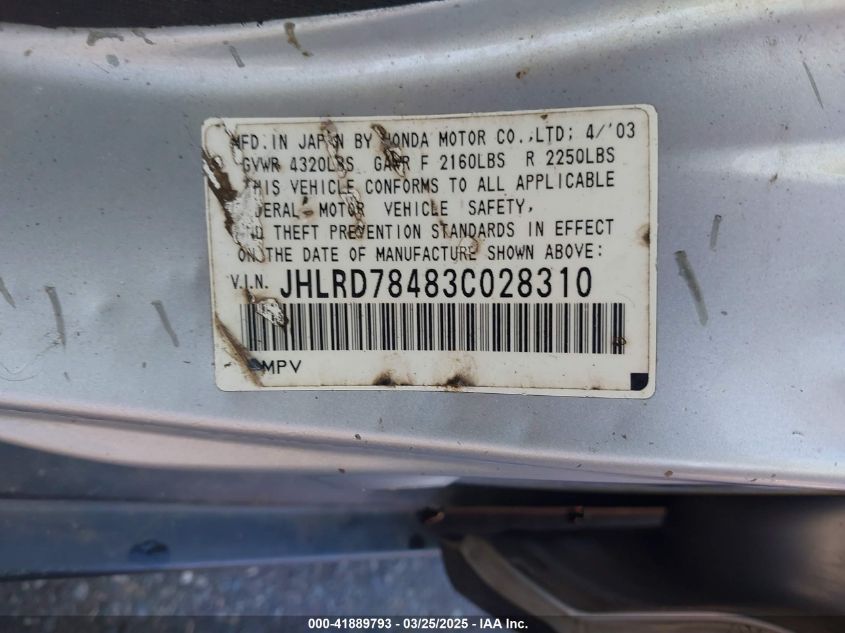 MFD. IN JAPAN BY HONDA MOTOR CO.,LTD; 4/'03
GVWR 4320LBS GAWR F 2160LBS R 2250LBS
THIS VEHICLE CONFORMS TO ALL APPLICABLE
FEDERAL MOTOR VEHICLE SAFETY,
AND THEFT PREVENTION STANDARDS IN EFFECT
ON THE DATE OF MANUFACTURE SHOWN ABOVE:
V.I.N. JHLRD78483C028310
MPV
000-41889793 - 03/25/2025 - IAAI Inc.